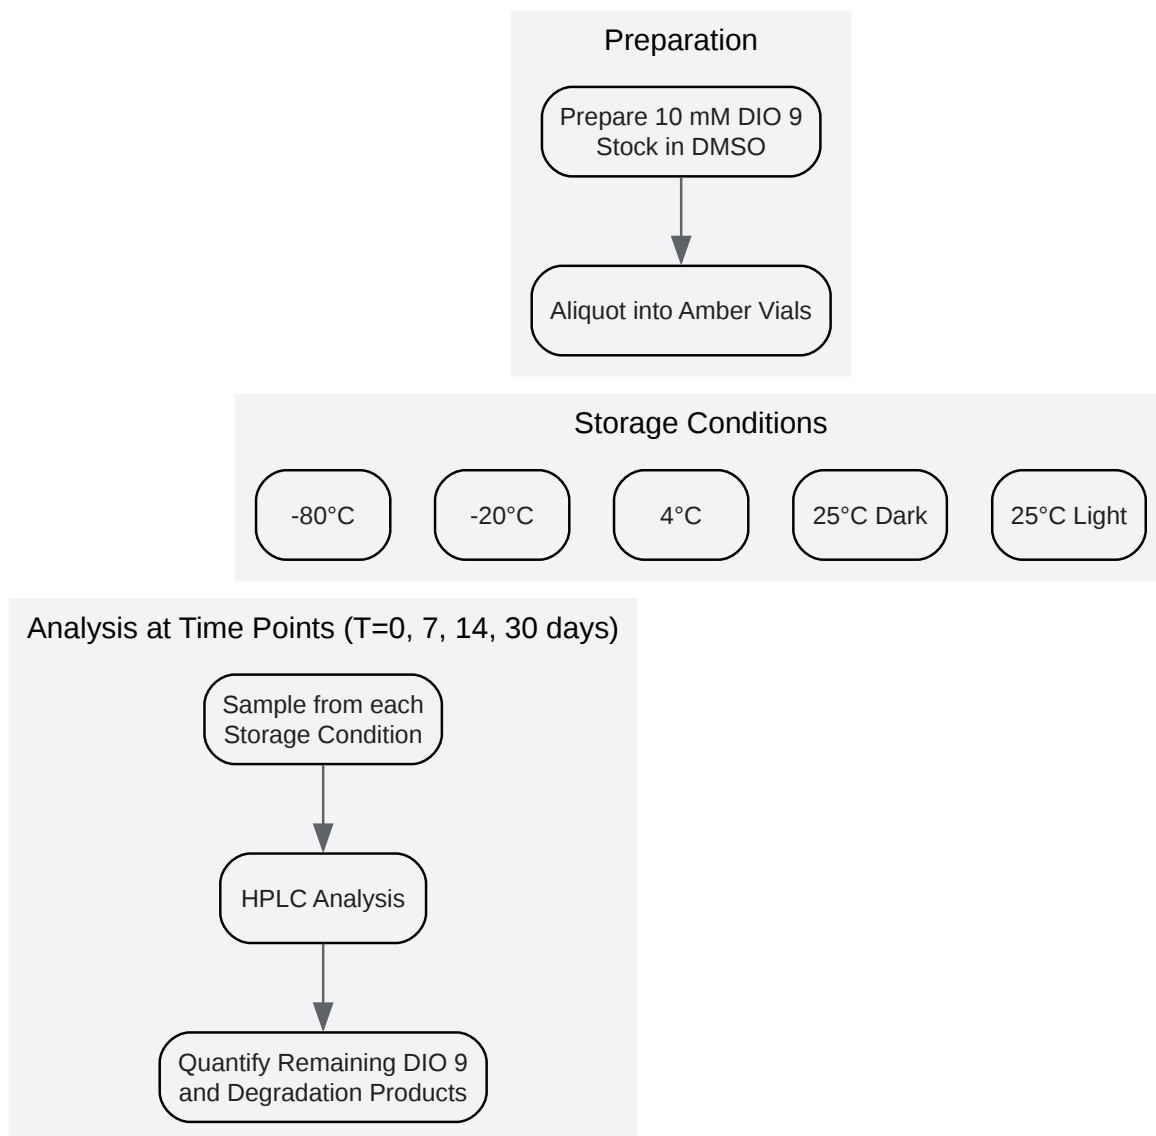 Preparation
Prepare 10 mM DIO 9
Stock in DMSO
Aliquot into Amber Vials
Storage Conditions
-80°C
-20°C
4°C
25°C Dark
25°C Light
Analysis at Time Points (T=0, 7, 14, 30 days)
Sample from each
Storage Condition
HPLC Analysis
Quantify Remaining DIO 9
and Degradation Products